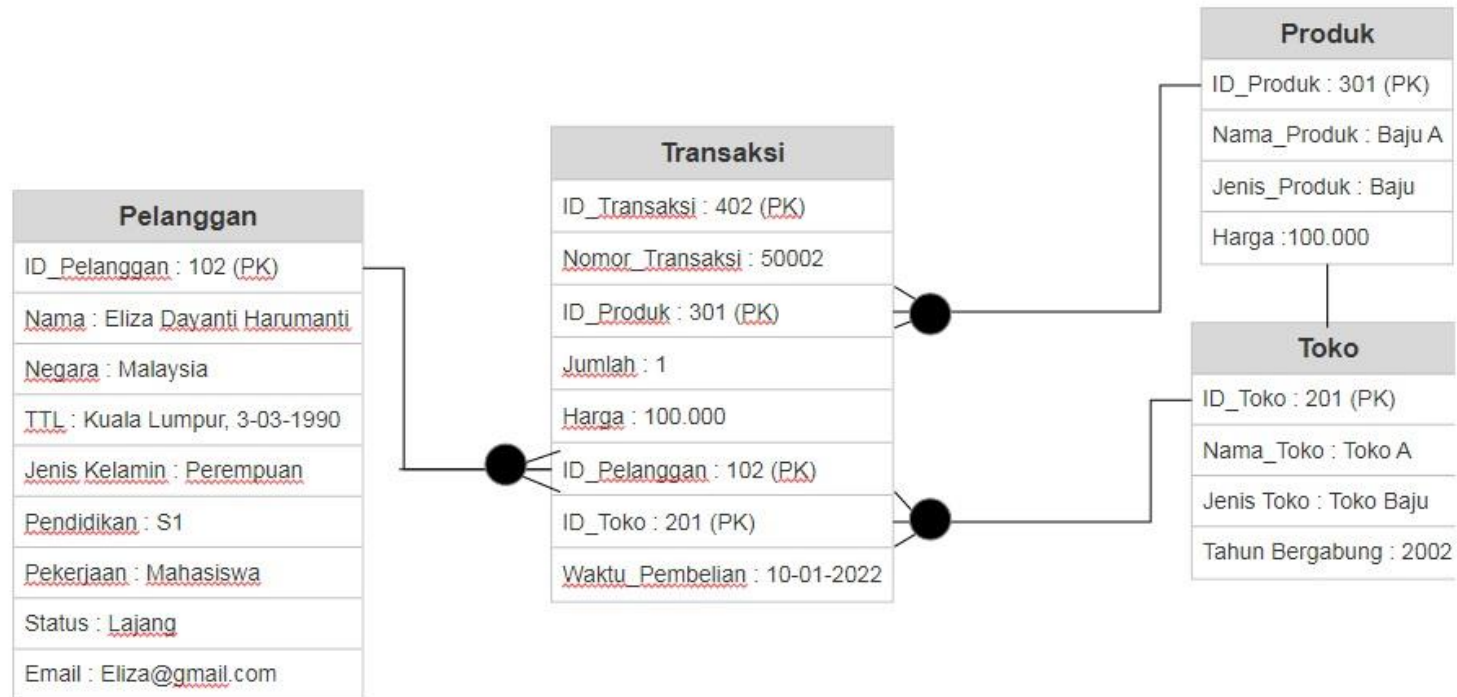 Pelanggan
ID_Pelanggan : 102 (PK)
Nama : Eliza Dayanti Harumanti
Negara : Malaysia
TTL : Kuala Lumpur, 3-03-1990
Jenis Kelamin : Perempuan
Pendidikan : S1
Pekerjaan : Mahasiswa
Status : Lajang
Email : Eliza@gmail.com
Transaksi
ID_Transaksi : 402 (PK)
Nomor_Transaksi : 50002
ID_Produk : 301 (PK)
Jumlah : 1
Harga : 100.000
ID_Pelanggan : 102 (PK)
ID_Toko : 201 (PK)
Waktu_Pembelian : 10-01-2022
Produk
ID_Produk : 301 (PK)
Nama_Produk : Baju A
Jenis_Produk : Baju
Harga :100.000
Toko
ID_Toko : 201 (PK)
Nama_Toko : Toko A
Jenis Toko : Toko Baju
Tahun Bergabung : 2002